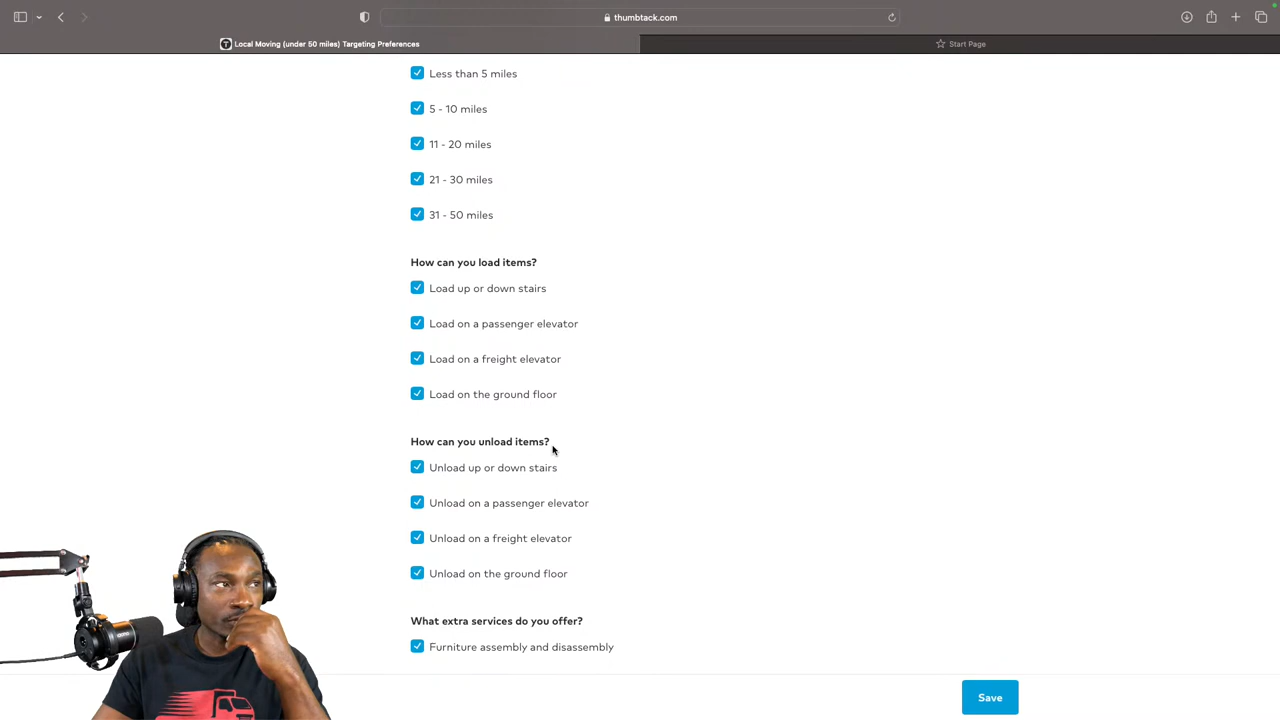 thumbtack.com
Local Moving (under 50 miles) Targeting Preferences
Start Page
Less than 5 miles
5 - 10 miles
11 - 20 miles
21 - 30 miles
31 - 50 miles
How can you load items?
Load up or down stairs
Load on a passenger elevator
Load on a freight elevator
Load on the ground floor
How can you unload items?
Unload up or down stairs
Unload on a passenger elevator
Unload on a freight elevator
Unload on the ground floor
What extra services do you offer?
Furniture assembly and disassembly
Save